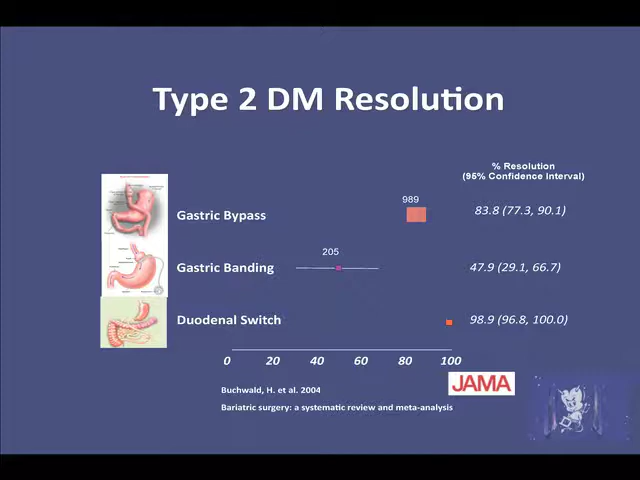 Type 2 DM Resolution
% Resolution
(95% Confidence Interval)
989
Gastric Bypass
83.8 (77.3, 90.1)
205
Gastric Banding
47.9 (29.1, 66.7)
Duodenal Switch
98.9 (96.8, 100.0)
0 20 40 60 80 100
JAMA
Buchwald, H. et al. 2004
Bariatric surgery: a systematic review and meta-analysis